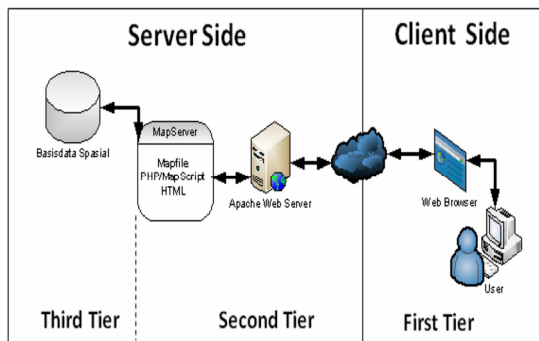 Server Side
Client Side
Basisdata Spasial
MapServer
Mapfile
PHP/MapScript
HTML
Apache Web Server
Web Browser
User
Third Tier
Second Tier
First Tier